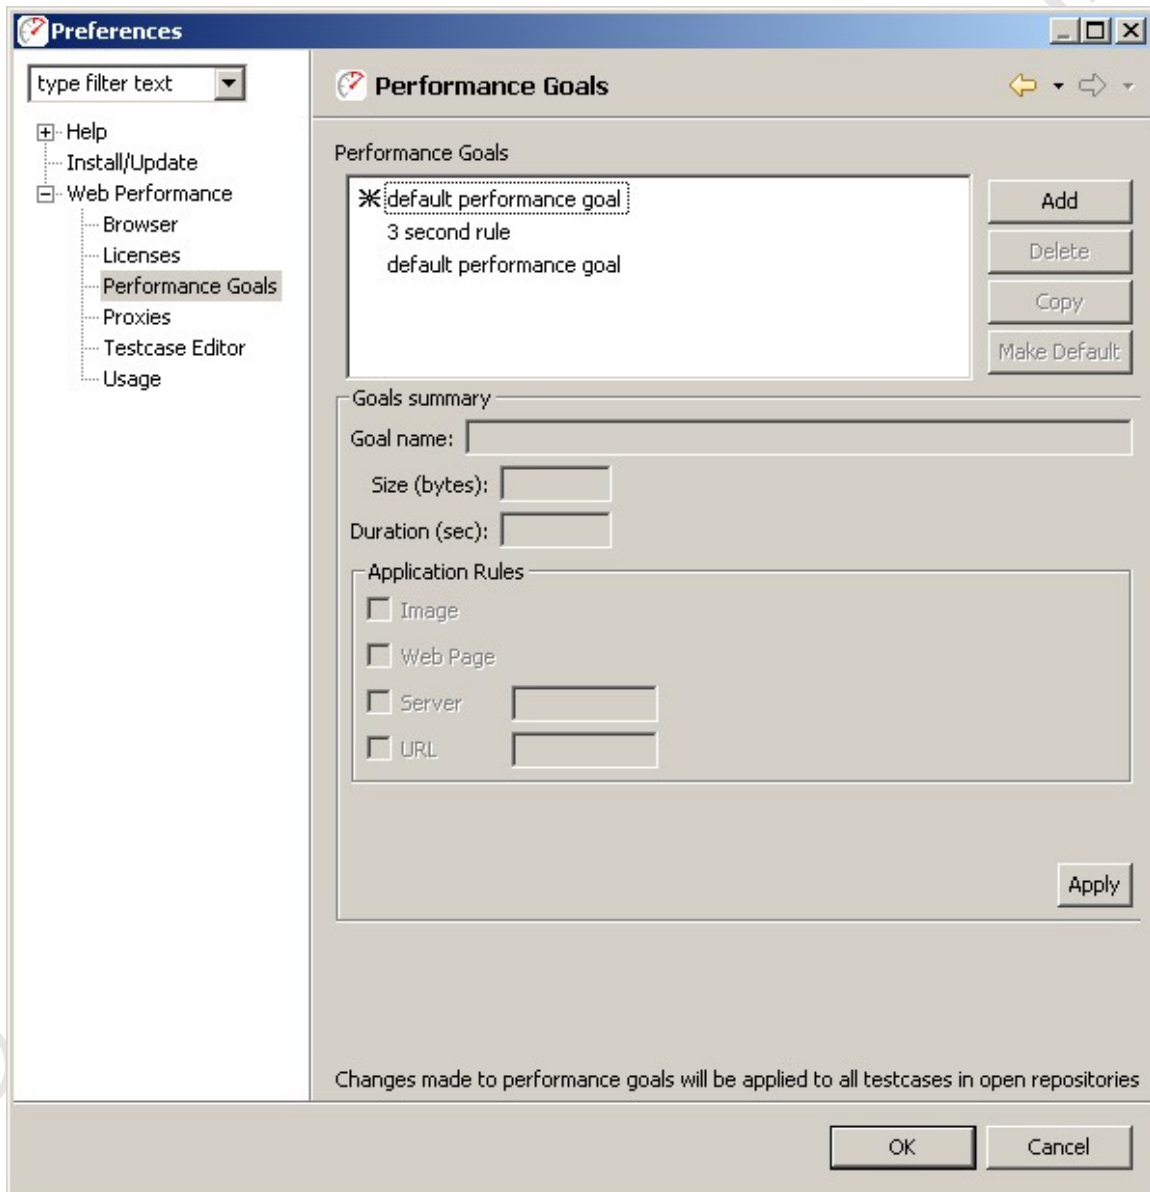 Preferences
type filter text
Help
Install/Update
Web Performance
Browser
Licenses
Performance Goals
Proxies
Testcase Editor
Usage
Performance Goals
Performance Goals
default performance goal
3 second rule
default performance goal
Add
Delete
Copy
Make Default
Goals summary
Goal name:
Size (bytes):
Duration (sec):
Application Rules
Image
Web Page
Server
URL
Apply
Changes made to performance goals will be applied to all testcases in open repositories
OK
Cancel